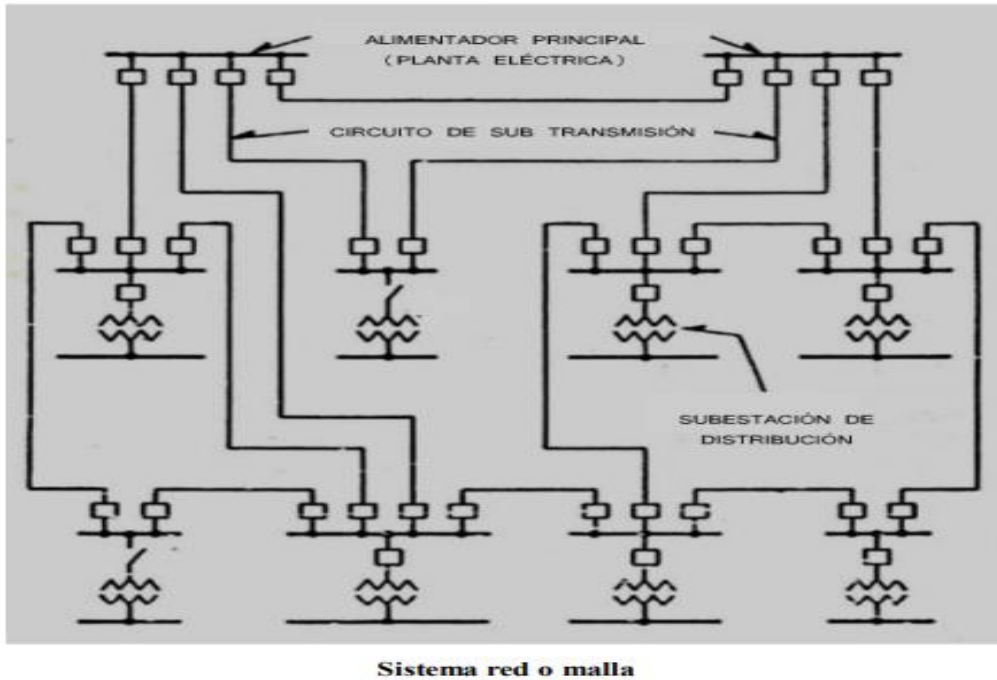 ALIMENTADOR PRINCIPAL
(PLANTA ELÉCTRICA)
CIRCUITO DE SUB TRANSMISIÓN
SUBESTACIÓN DE
DISTRIBUCIÓN
Sistema red o malla